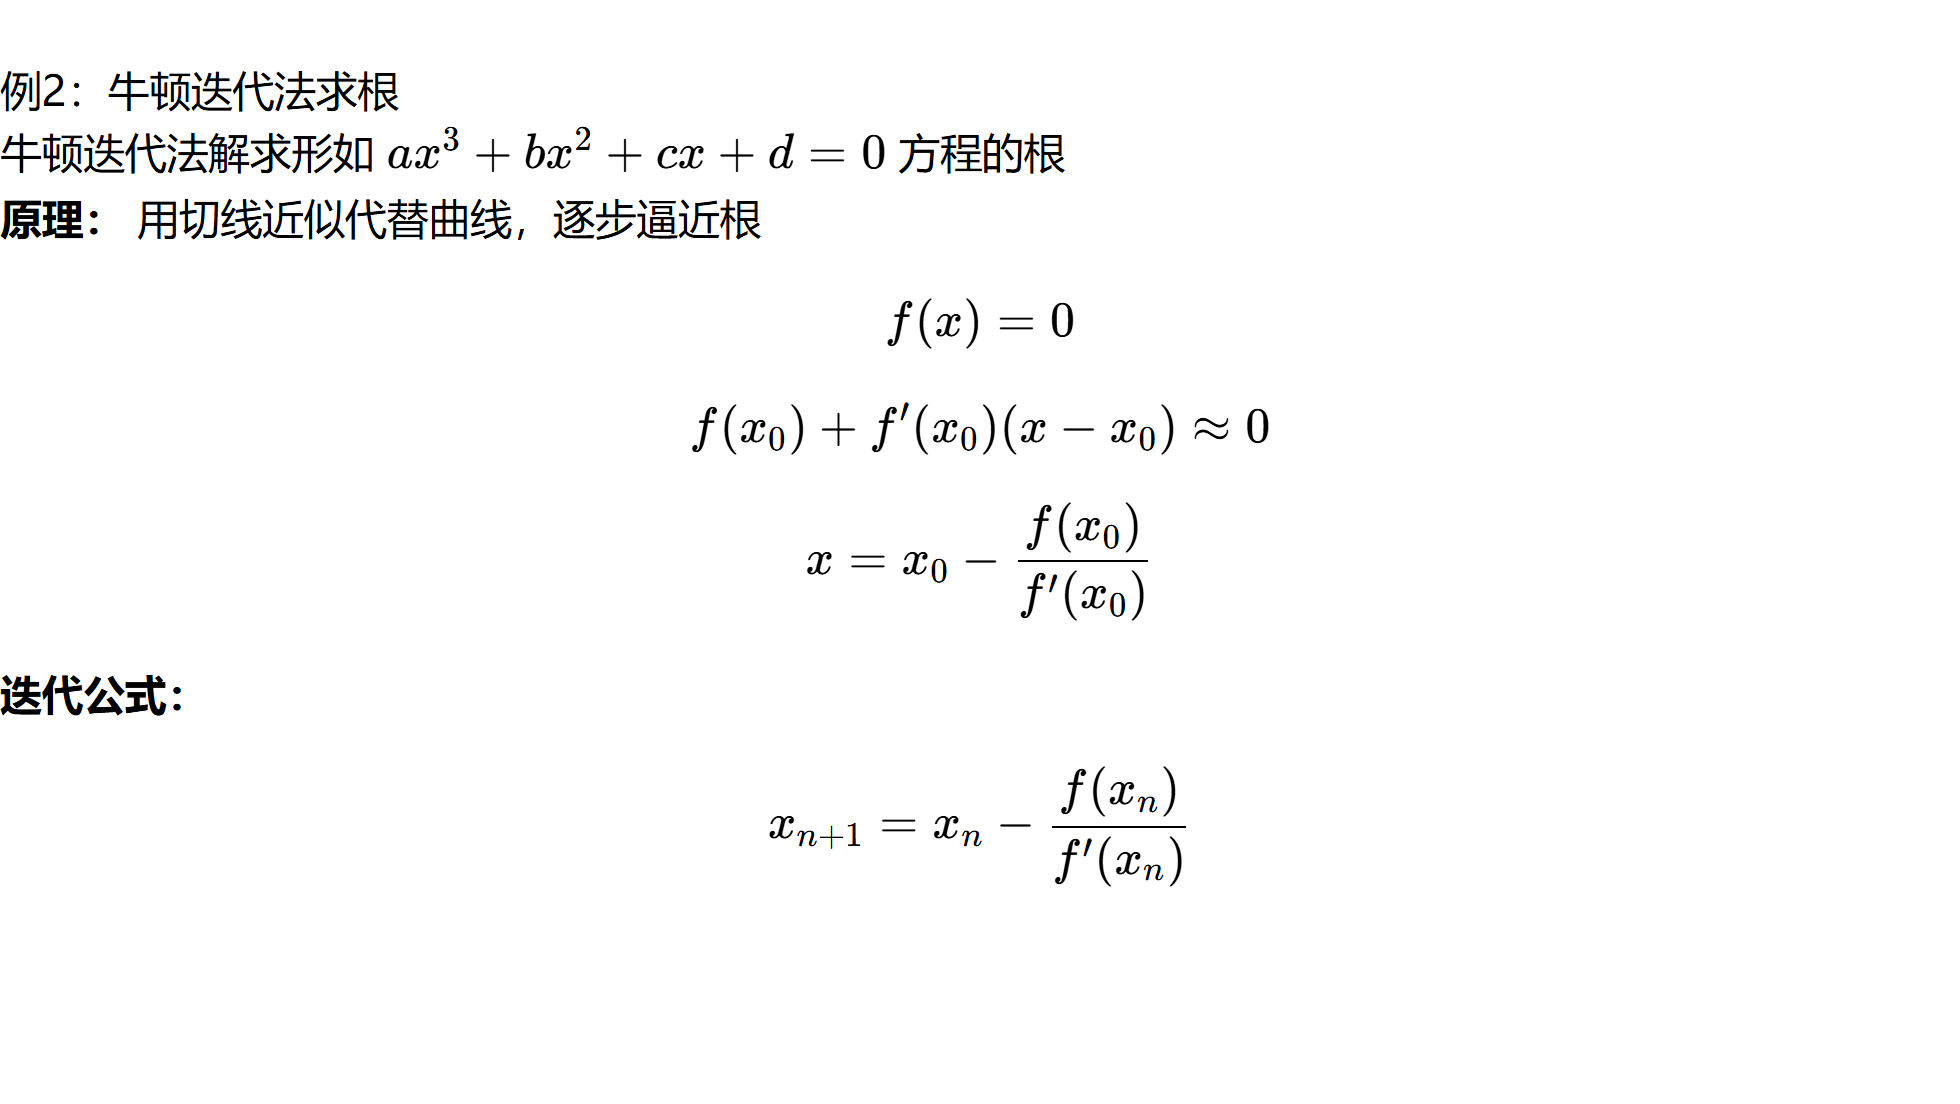 例2：牛顿迭代法求根
牛顿迭代法解求形如 $ax^3 + bx^2 + cx + d = 0$ 方程的根
原理： 用切线近似代替曲线，逐步逼近根
$f(x) = 0$
$f(x_0) + f'(x_0)(x - x_0) \approx 0$
$x = x_0 - \frac{f(x_0)}{f'(x_0)}$
迭代公式：
$x_{n+1} = x_n - \frac{f(x_n)}{f'(x_n)}$